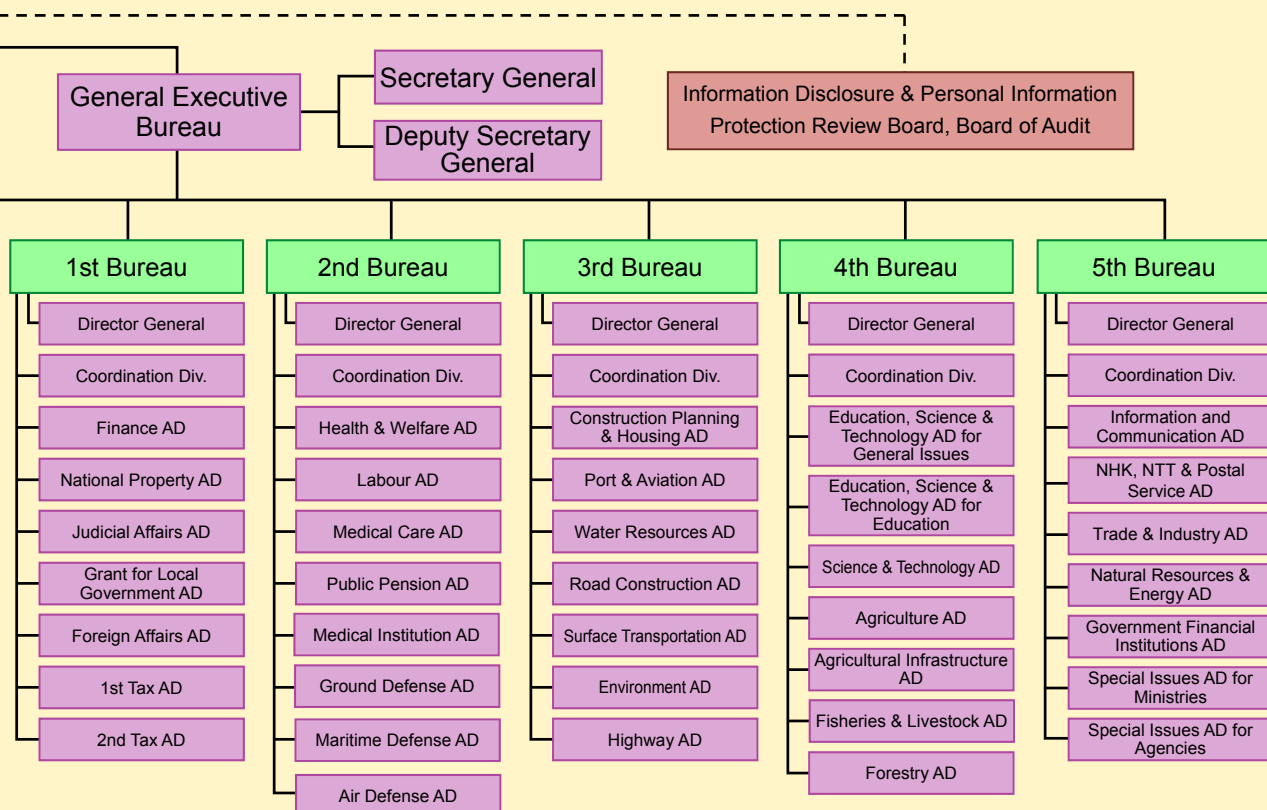 General Executive
Bureau
Secretary General
Deputy Secretary
General
Information Disclosure & Personal Information
Protection Review Board, Board of Audit
1st Bureau
Director General
Coordination Div.
Finance AD
National Property AD
Judicial Affairs AD
Grant for Local
Government AD
Foreign Affairs AD
1st Tax AD
2nd Tax AD
2nd Bureau
Director General
Coordination Div.
Health & Welfare AD
Labour AD
Medical Care AD
Public Pension AD
Medical Institution AD
Ground Defense AD
Maritime Defense AD
Air Defense AD
3rd Bureau
Director General
Coordination Div.
Construction Planning
& Housing AD
Port & Aviation AD
Water Resources AD
Road Construction AD
Surface Transportation AD
Environment AD
Highway AD
4th Bureau
Director General
Coordination Div.
Education, Science &
Technology AD for
General Issues
Education, Science &
Technology AD for
Education
Science & Technology AD
Agriculture AD
Agricultural Infrastructure
AD
Fisheries & Livestock AD
Forestry AD
5th Bureau
Director General
Coordination Div.
Information and
Communication AD
NHK, NTT & Postal
Service AD
Trade & Industry AD
Natural Resources &
Energy AD
Government Financial
Institutions AD
Special Issues AD for
Ministries
Special Issues AD for
Agencies